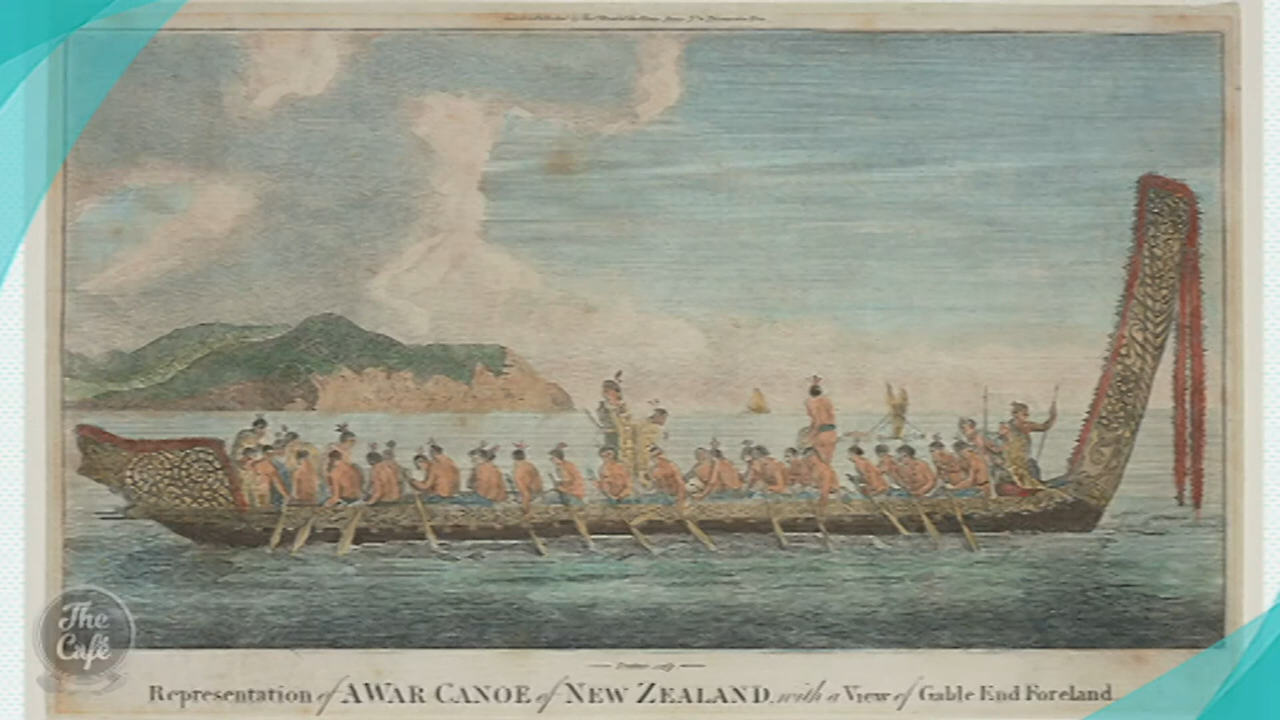 Representation of A WAR CANOE of NEW ZEALAND, with a View of Gable End Foreland
The
Café